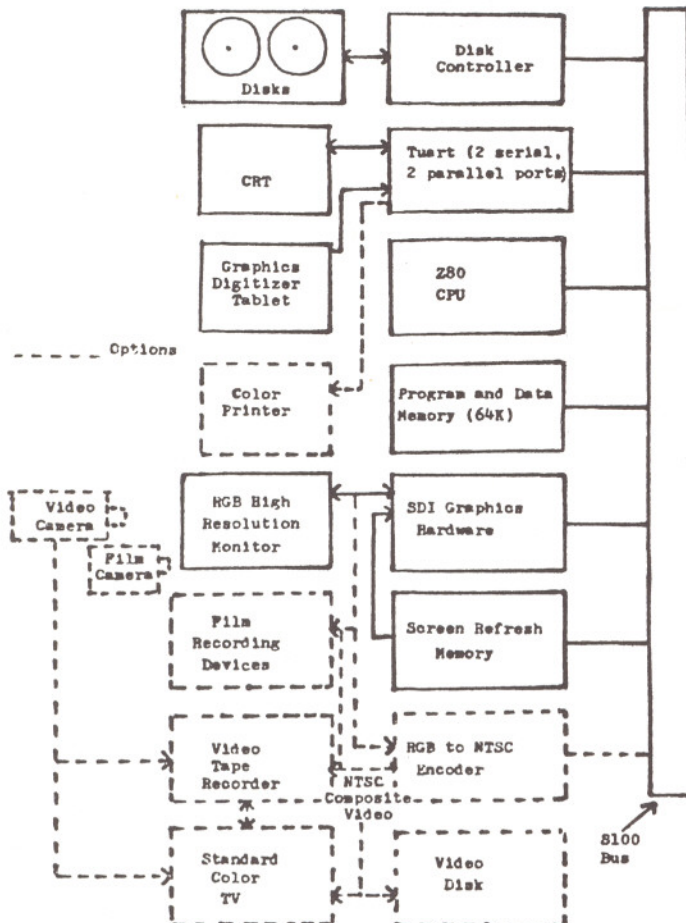 Disks
Disk
Controller
CRT
Tuart (2 serial,
2 parallel ports)
Graphics
Digitizer
Tablet
Z80
CPU
Options
Color
Printer
Program and Data
Memory (64K)
Video
Camera
Film
Camera
RGB High
Resolution
Monitor
SDI Graphics
Hardware
Film
Recording
Devices
Screen Refresh
Memory
Video
Tape
Recorder
RGB to NTSC
Encoder
NTSC
Composite
Video
Standard
Color
TV
Video
Disk
S100
Bus